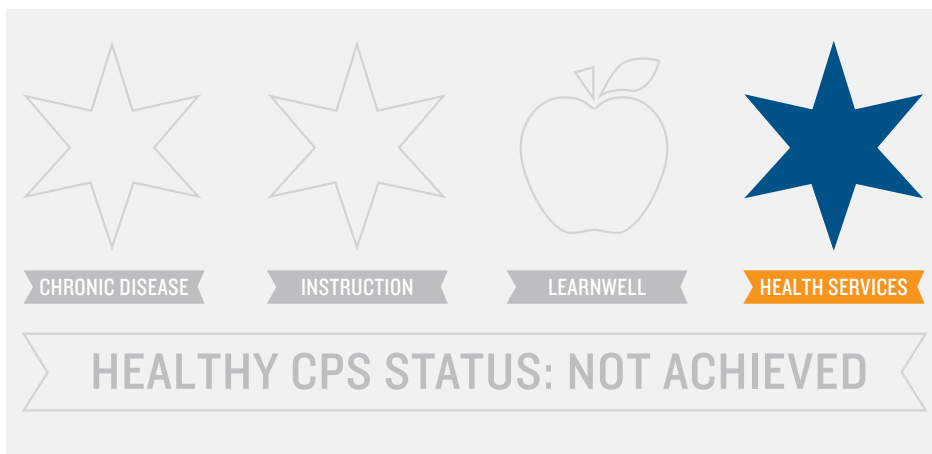 CHRONIC DISEASE
INSTRUCTION
LEARNWELL
HEALTH SERVICES
HEALTHY CPS STATUS: NOT ACHIEVED